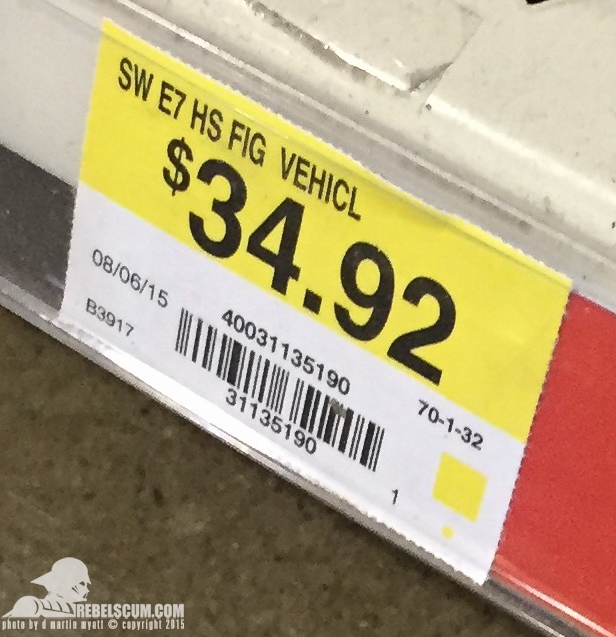 SW E7 HS FIG VEHICL
$34.92
08/06/15
B3917
40031135190
31135190
70-1-32
1
REBELSCUM.COM
photo by d martin myatt © copyright 2015